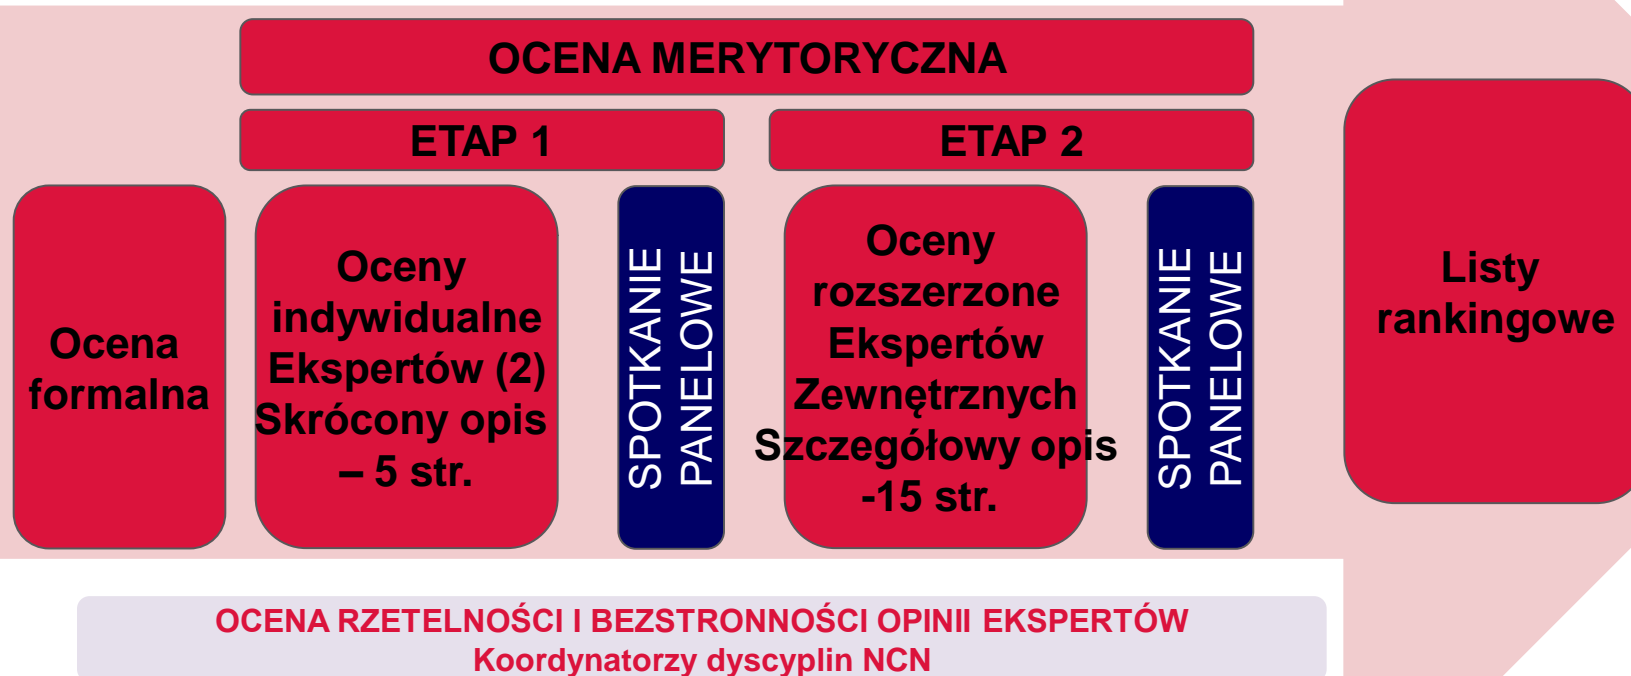 OCENA MERYTORYCZNA
ETAP 1
ETAP 2
Ocena
formalna
Oceny
indywidualne
Ekspertów (2)
Skrócony opis
– 5 str.
SPOTKANIE
PANELOWE
Oceny
rozszerzone
Ekspertów
Zewnętrznych
Szczegółowy opis
-15 str.
SPOTKANIE
PANELOWE
Listy
rankingowe
OCENA RZETELNOŚCI I BEZSTRONNOŚCI OPINII EKSPERTÓW
Koordynatorzy dyscyplin NCN